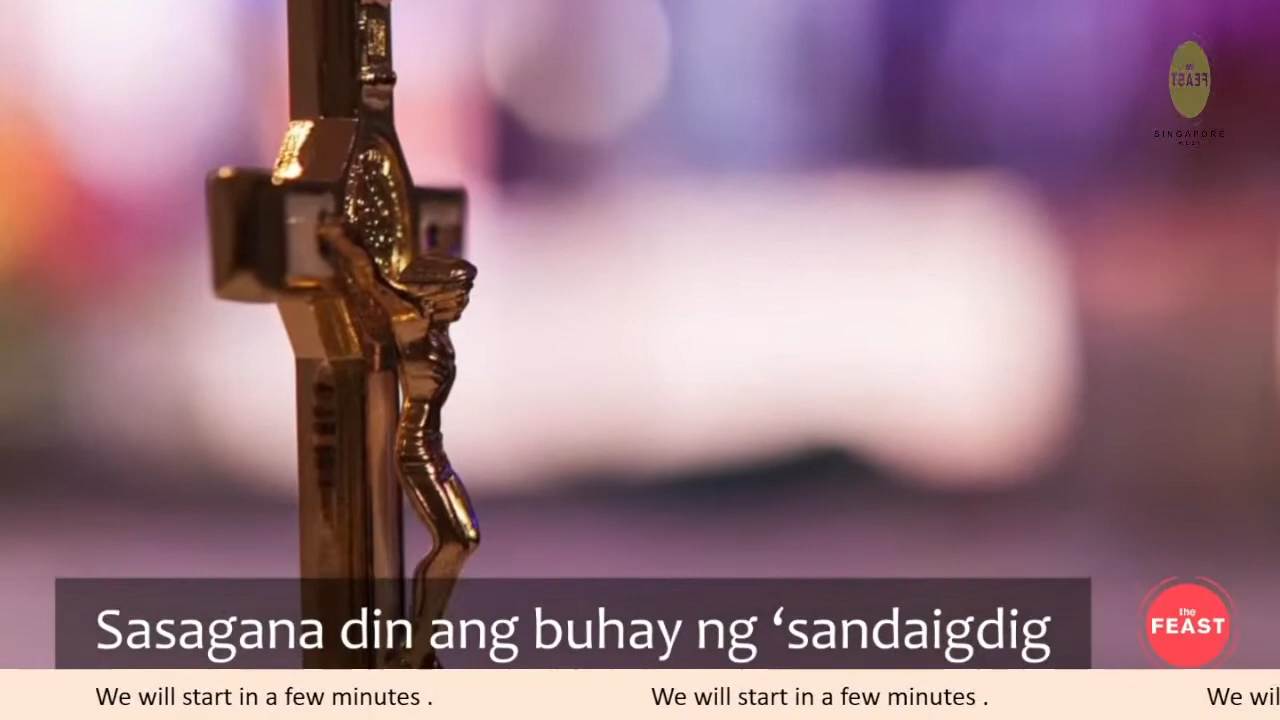 the
FEAST
SINGAPORE
Sasagana din ang buhay ng ‘sandaigdig
the
FEAST
We will start in a few minutes . We will start in a few minutes . We wil